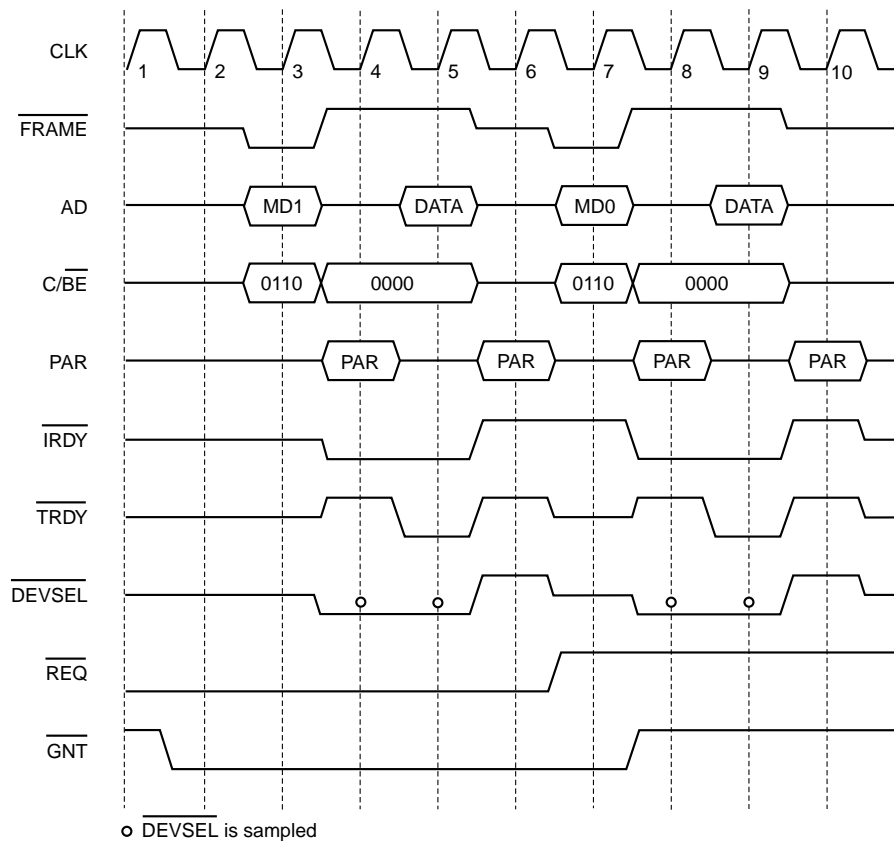 CLK
1 2 3 4 5 6 7 8 9 10
FRAME
AD MD1 DATA MD0 DATA
C/BE 0110 0000 0110 0000
PAR PAR PAR PAR PAR
IRDY
TRDY
DEVSEL
REQ
GNT
DEVSEL is sampled